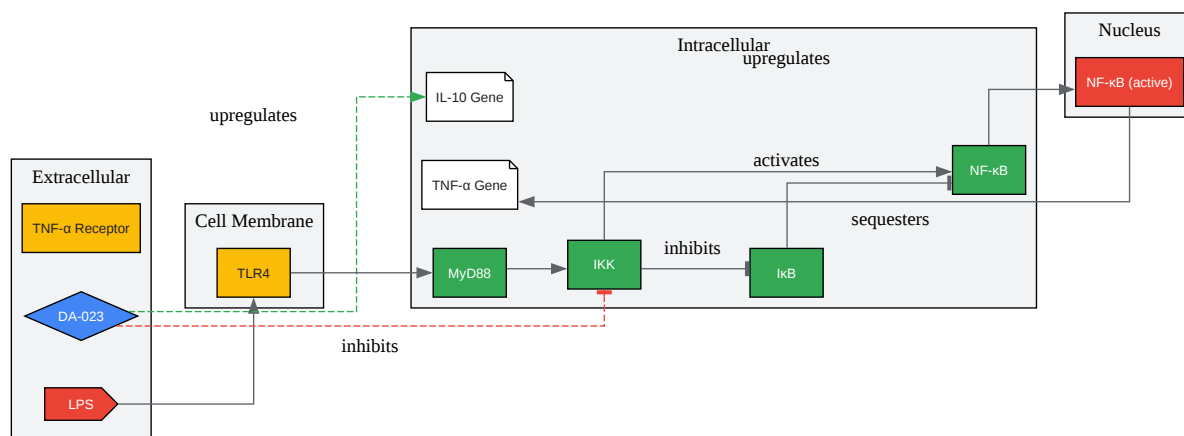 Nucleus
NF-κB (active)
Intracellular
upregulates
IL-10 Gene
upregulates
activates
NF-κB
TNF-α Gene
sequesters
Extracellular
TNF-α Receptor
Cell Membrane
TLR4
MyD88
IKK
inhibits
IκB
DA-023
inhibits
LPS